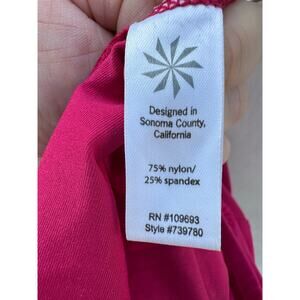 Designed in
Sonoma County,
California
75% nylon/
25% spandex
RN #109693
Style #739780